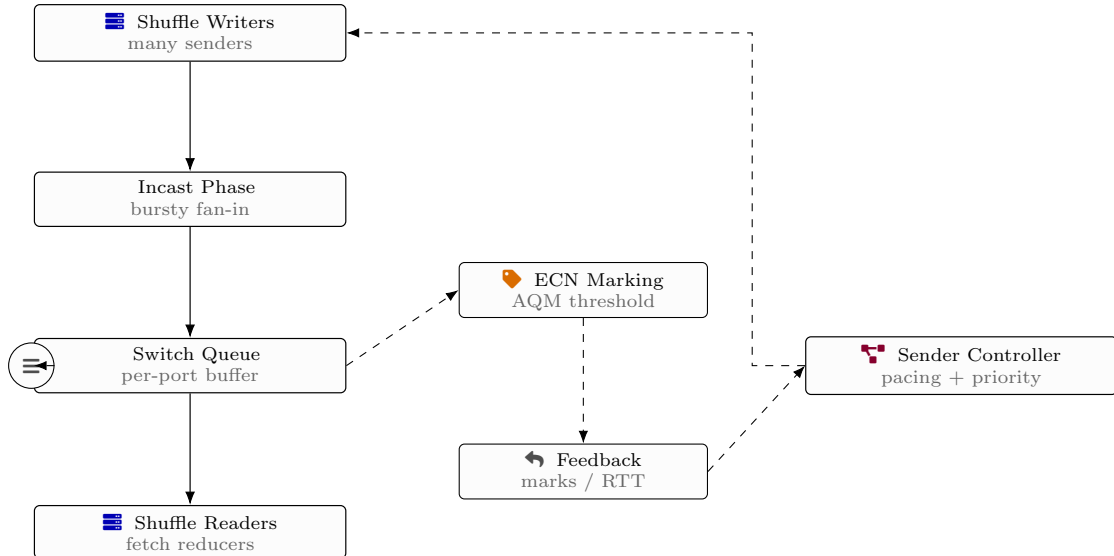 Shuffle Writers
many senders
Incast Phase
bursty fan-in
ECN Marking
AQM threshold
Switch Queue
per-port buffer
Sender Controller
pacing + priority
Feedback
marks / RTT
Shuffle Readers
fetch reducers